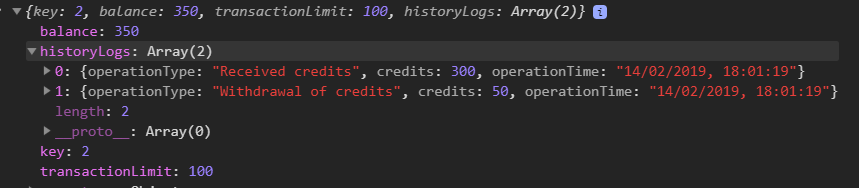 {key: 2, balance: 350, transactionLimit: 100, historyLogs: Array(2)} i
balance: 350
historyLogs: Array(2)
0: {operationType: "Received credits", credits: 300, operationTime: "14/02/2019, 18:01:19"}
1: {operationType: "Withdrawal of credits", credits: 50, operationTime: "14/02/2019, 18:01:19"}
length: 2
__proto__: Array(0)
key: 2
transactionLimit: 100